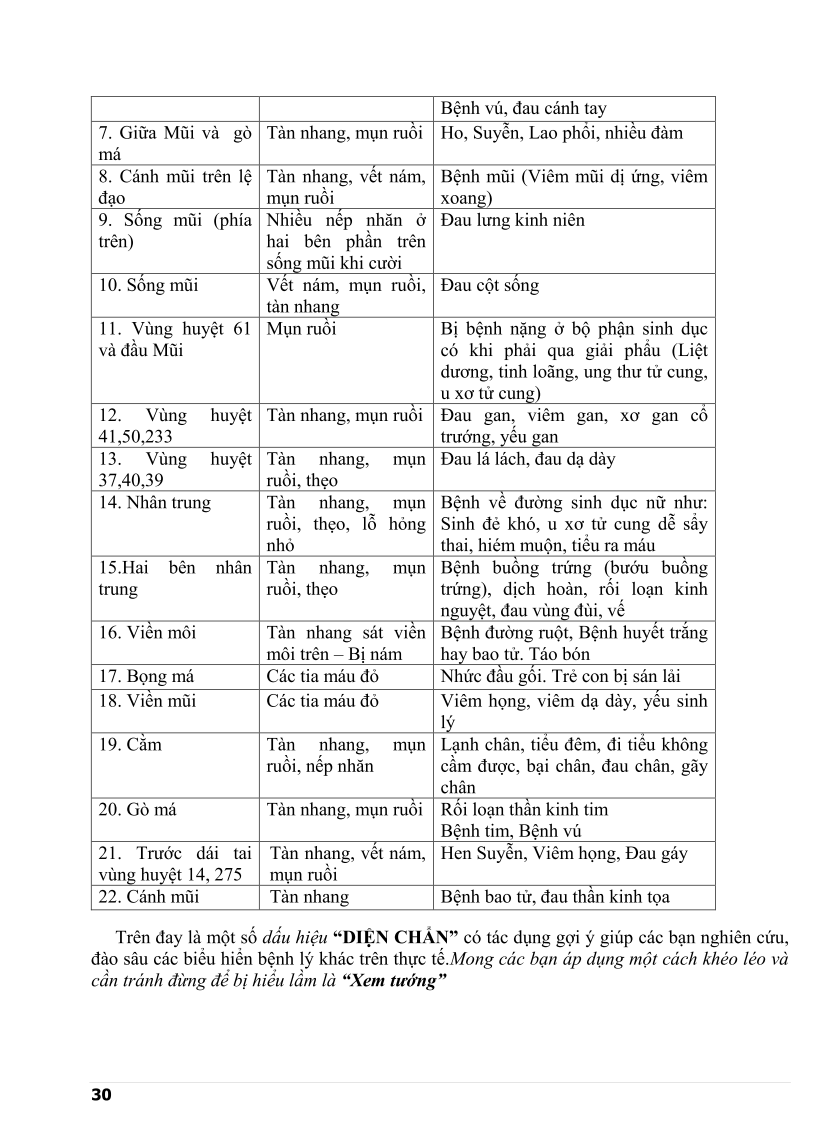 Bệnh vú, đau cánh tay
7. Giữa Mũi và gò má
Tàn nhang, mụn ruồi
Ho, Suyễn, Lao phổi, nhiều đàm
8. Cánh mũi trên lệ đạo
Tàn nhang, vết nám, mụn ruồi
Bệnh mũi (Viêm mũi dị ứng, viêm xoang)
9. Sống mũi (phía trên)
Nhiều nếp nhăn ở hai bên phần trên sống mũi khi cười
Đau lưng kinh niên
10. Sống mũi
Vết nám, mụn ruồi, tàn nhang
Đau cột sống
11. Vùng huyệt 61 và đầu Mũi
Mụn ruồi
Bị bệnh nặng ở bộ phận sinh dục có khi phải qua giải phẩu (Liệt dương, tinh loãng, ung thư tử cung, u xơ tử cung)
12. Vùng huyệt 41,50,233
Tàn nhang, mụn ruồi
Đau gan, viêm gan, xơ gan cổ trướng, yếu gan
13. Vùng huyệt 37,40,39
Tàn nhang, mụn ruồi, thẹo
Đau lá lách, đau dạ dày
14. Nhân trung
Tàn nhang, mụn ruồi, thẹo, lỗ hỏng nhỏ
Bệnh về đường sinh dục nữ như: Sinh đẻ khó, u xơ tử cung dễ sẩy thai, hiém muộn, tiểu ra máu
15.Hai bên nhân trung
Tàn nhang, mụn ruồi, thẹo
Bệnh buồng trứng (bướu buồng trứng), dịch hoàn, rối loạn kinh nguyệt, đau vùng đùi, vế
16. Viền môi
Tàn nhang sát viền môi trên – Bị nám
Bệnh đường ruột, Bệnh huyết trắng hay bao tử. Táo bón
17. Bọng má
Các tia máu đỏ
Nhức đầu gối. Trẻ con bị sán lải
18. Viền mũi
Các tia máu đỏ
Viêm họng, viêm dạ dày, yếu sinh lý
19. Cằm
Tàn nhang, mụn ruồi, nếp nhăn
Lạnh chân, tiểu đêm, đi tiểu không cầm được, bại chân, đau chân, gãy chân
20. Gò má
Tàn nhang, mụn ruồi
Rối loạn thần kinh tim
Bệnh tim, Bệnh vú
21. Trước dái tai vùng huyệt 14, 275
Tàn nhang, vết nám, mụn ruồi
Hen Suyễn, Viêm họng, Đau gáy
22. Cánh mũi
Tàn nhang
Bệnh bao tử, đau thần kinh tọa
Trên đay là một số dấu hiệu “DIỆN CHẨN” có tác dụng gợi ý giúp các bạn nghiên cứu,
đào sâu các biểu hiển bệnh lý khác trên thực tế.Mong các bạn áp dụng một cách khéo léo và
cần tránh đừng để bị hiểu lầm là “Xem tướng”
30